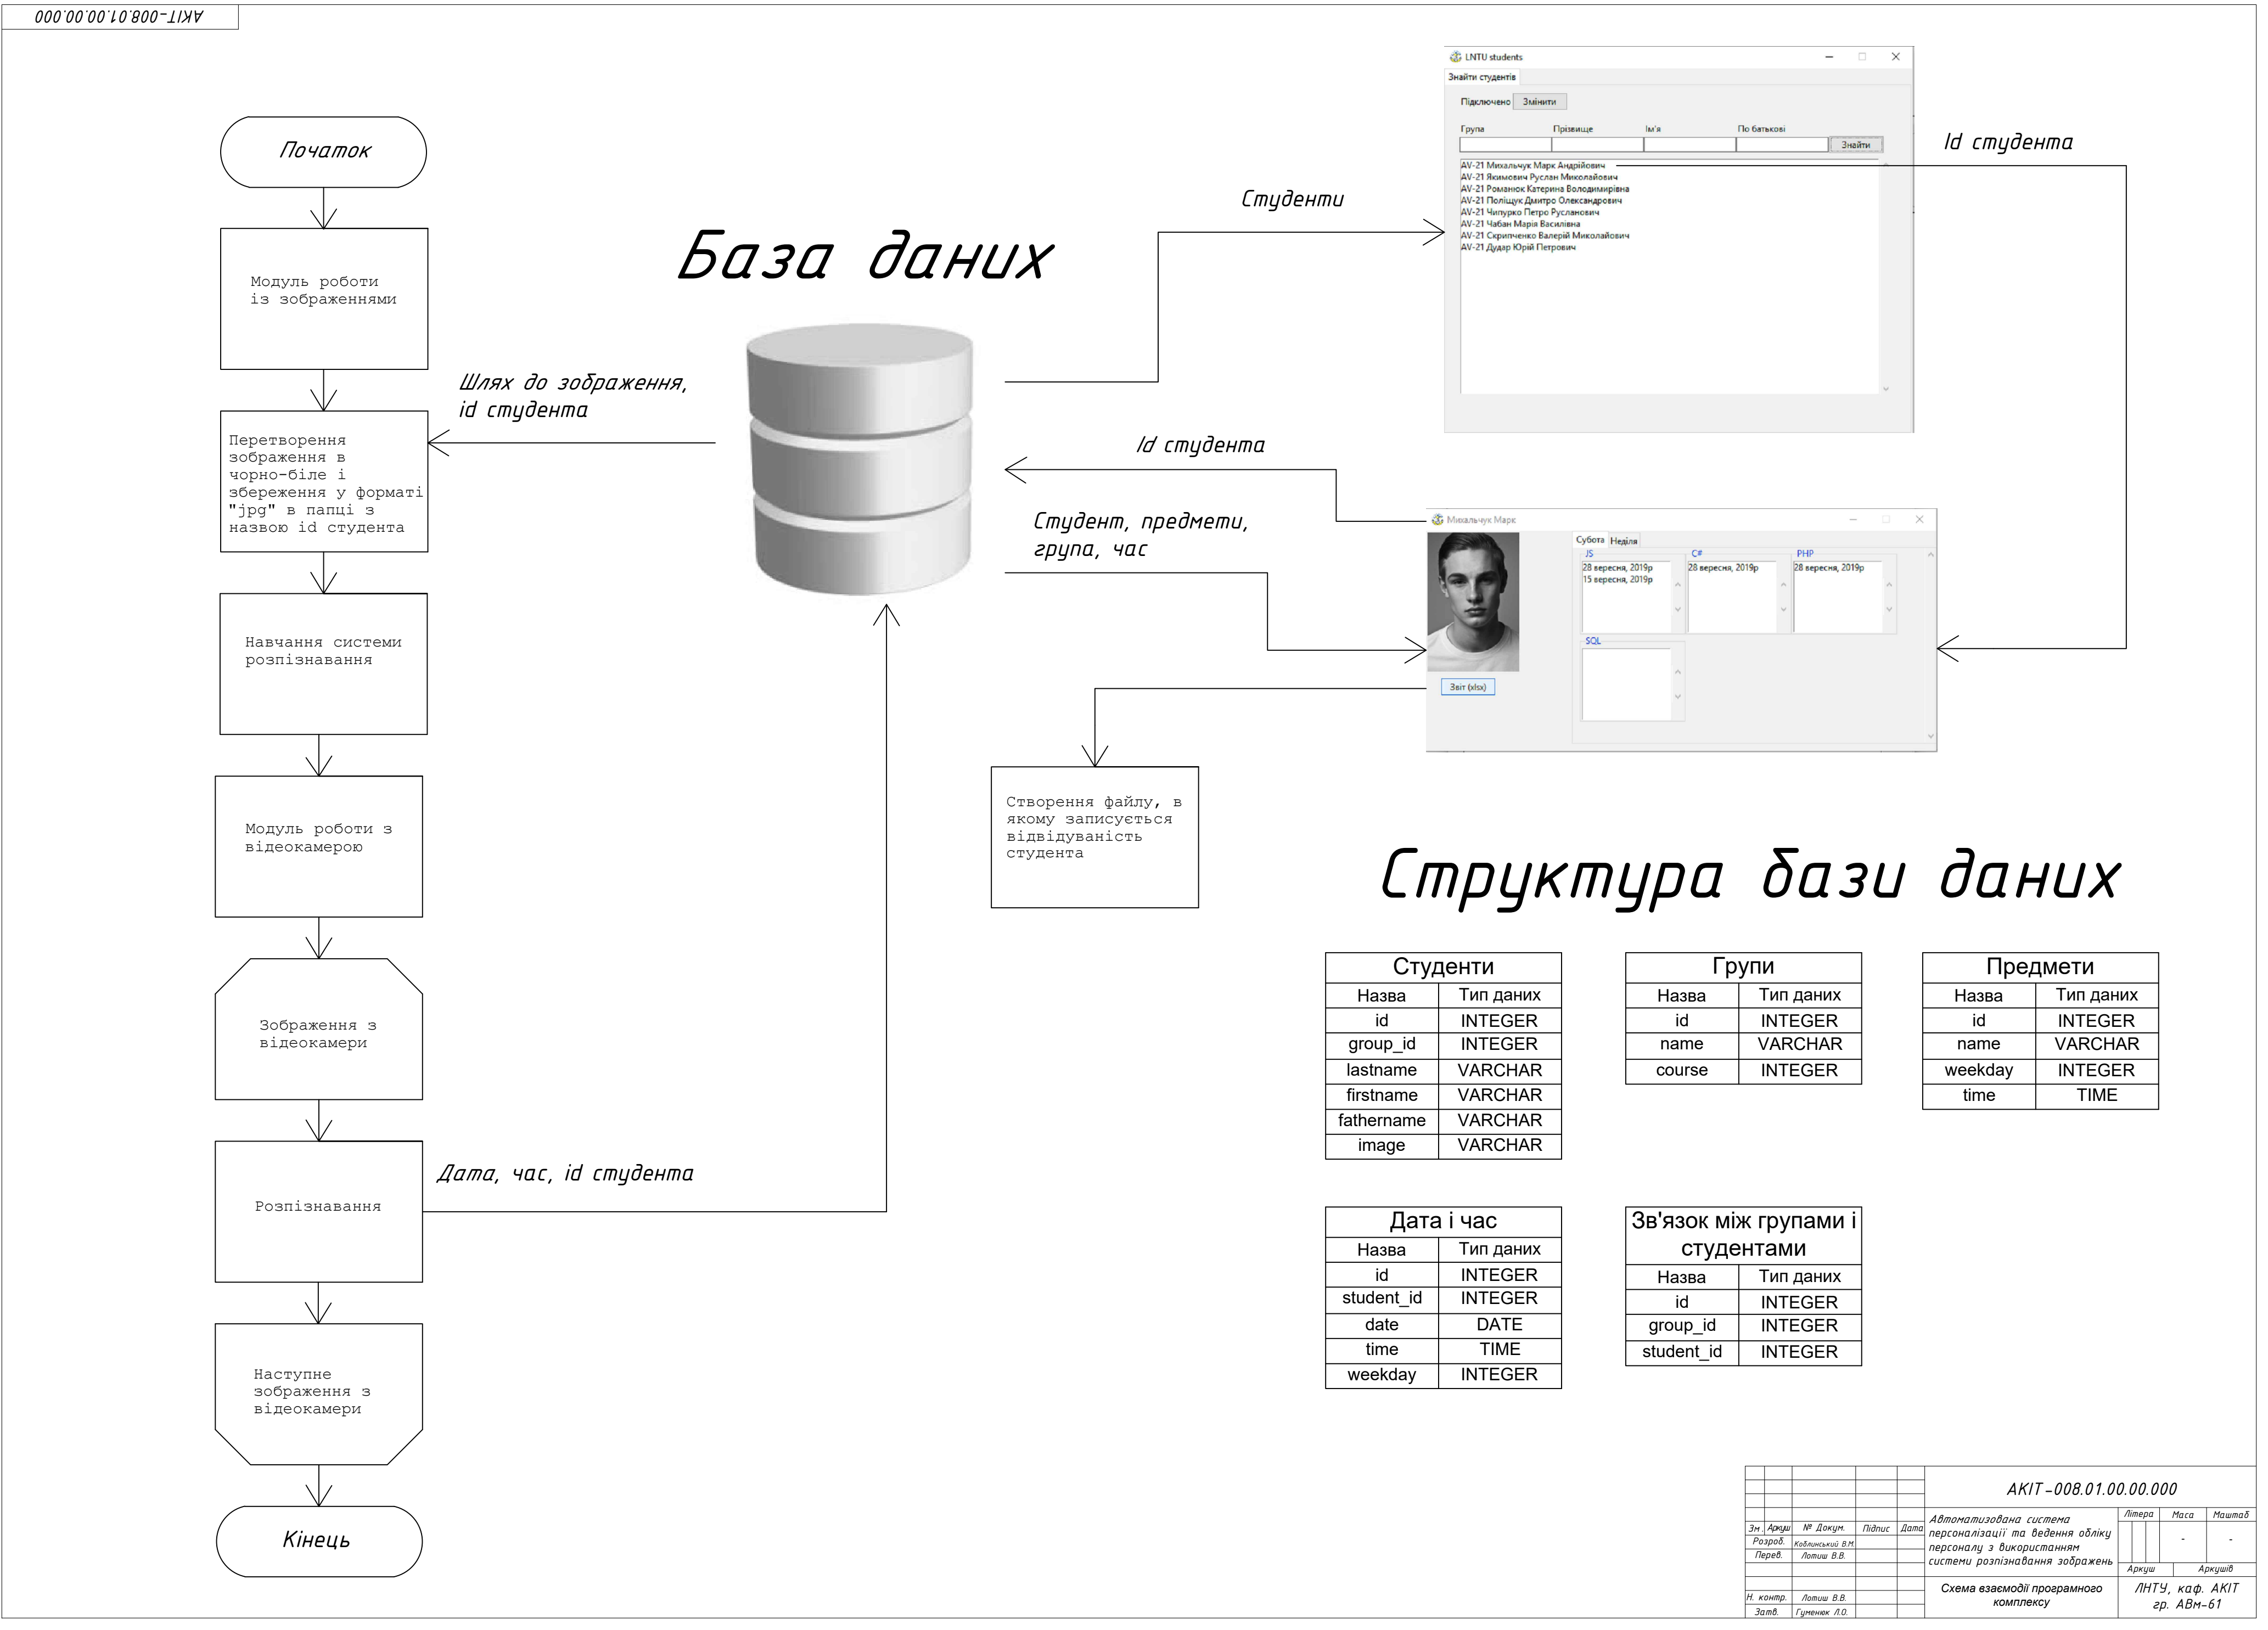 АКІТ-008.01.00.00.000
Початок
Модуль роботи
із зображеннями
Перетворення
зображення в
чорно-біле і
збереження у форматі
"jpg" в папці з
назвою id студента
Навчання системи
розпізнавання
Модуль роботи з
відеокамерою
Зображення з
відеокамери
Розпізнавання
Наступне
зображення з
відеокамери
Кінець
База даних
Шлях до зображення,
id студента
Дата, час, id студента
Студенти
Id студента
Студент, предмети,
група, час
Створення файлу, в
якому записується
відвідуваність
студента
LNTU students
Знайти студентів
Підключено Змінити
Група Прізвище Ім'я По батькові
Знайти
AV-21 Михальчук Марк Андрійович
AV-21 Якимович Руслан Миколайович
AV-21 Романюк Катерина Володимирівна
AV-21 Поліщук Дмитро Олександрович
AV-21 Чипурко Петро Русланович
AV-21 Чабан Марія Василівна
AV-21 Скрипченко Валерій Миколайович
AV-21 Дудар Юрій Петрович
Id студента
Михальчук Марк
Субота Неділя
JS C# PHP
28 вересня, 2019р 28 вересня, 2019р 28 вересня, 2019р
15 вересня, 2019р
SQL
Звіт (xlsx)
Структура бази даних
Студенти
Назва Тип даних
id INTEGER
group_id INTEGER
lastname VARCHAR
firstname VARCHAR
fathername VARCHAR
image VARCHAR
Групи
Назва Тип даних
id INTEGER
name VARCHAR
course INTEGER
Предмети
Назва Тип даних
id INTEGER
name VARCHAR
weekday INTEGER
time TIME
Дата і час
Назва Тип даних
id INTEGER
student_id INTEGER
date DATE
time TIME
weekday INTEGER
Зв'язок між групами і
студентами
Назва Тип даних
id INTEGER
group_id INTEGER
student_id INTEGER
АКІТ-008.01.00.00.000
Зм. Аркуш № Докум. Підпис Дата
Розроб. Коблинський В.М.
Перев. Лотиш В.В.
Н. контр. Лотиш В.В.
Затв. Гуменюк Л.О.
Автоматизована система
персоналізації та ведення обліку
персоналу з використанням
системи розпізнавання зображень
Літера Маса Маштаб
- -
Аркуш Аркушів
Схема взаємодії програмного
комплексу
ЛНТУ, каф. АКІТ
гр. АВм-61